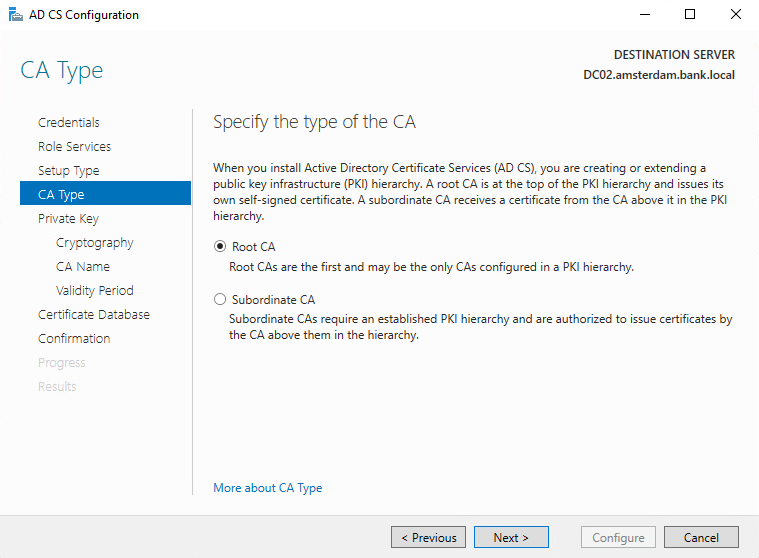 AD CS Configuration
CA Type
DESTINATION SERVER
DC02.amsterdam.bank.local
Credentials
Role Services
Setup Type
CA Type
Private Key
Cryptography
CA Name
Validity Period
Certificate Database
Confirmation
Progress
Results
Specify the type of the CA
When you install Active Directory Certificate Services (AD CS), you are creating or extending a
public key infrastructure (PKI) hierarchy. A root CA is at the top of the PKI hierarchy and issues its
own self-signed certificate. A subordinate CA receives a certificate from the CA above it in the PKI
hierarchy.
Root CA
Root CAs are the first and may be the only CAs configured in a PKI hierarchy.
Subordinate CA
Subordinate CAs require an established PKI hierarchy and are authorized to issue certificates by
the CA above them in the hierarchy.
More about CA Type
< Previous
Next >
Configure
Cancel